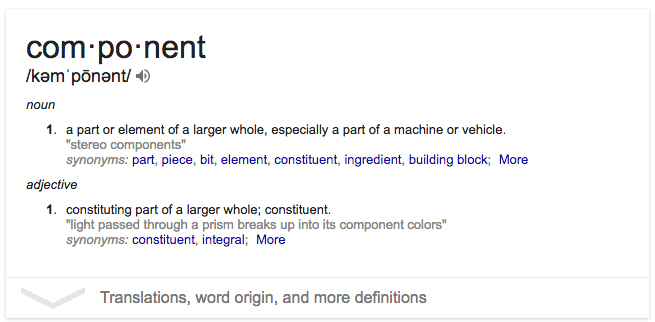 com·po·nent
/kəmˈpōnənt/
noun
1. a part or element of a larger whole, especially a part of a machine or vehicle.
"stereo components"
synonyms: part, piece, bit, element, constituent, ingredient, building block; More
adjective
1. constituting part of a larger whole; constituent.
"light passed through a prism breaks up into its component colors"
synonyms: constituent, integral; More
Translations, word origin, and more definitions